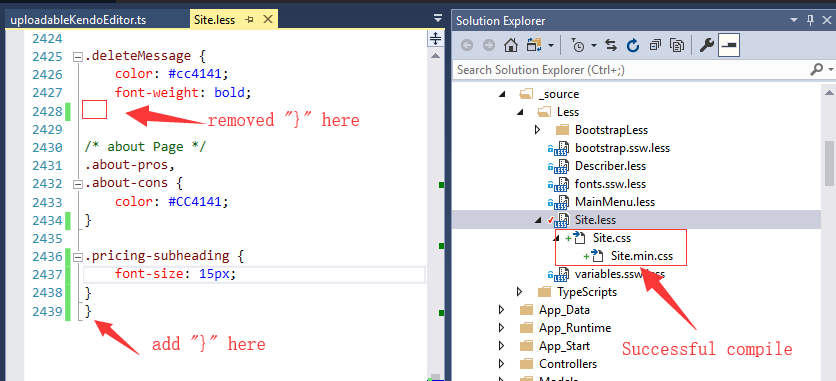 uploadableKendoEditor.ts
Site.less
2424
2425 .deleteMessage {
2426 color: #cc4141;
2427 font-weight: bold;
2428
removed "}" here
2429
2430 /* about Page */
2431 .about-pros,
2432 .about-cons {
2433 color: #CC4141;
2434 }
2435
2436 .pricing-subheading {
2437 font-size: 15px;
2438 }
2439 }
add "}" here
Solution Explorer
Search Solution Explorer (Ctrl+;)
_source
Less
BootstrapLess
bootstrap.ssw.less
Describer.less
fonts.ssw.less
MainMenu.less
Site.less
Site.css
Site.min.css
variables.ssw.less
TypeScripts
App_Data
App_Runtime
App_Start
Controllers
Models
Successful compile